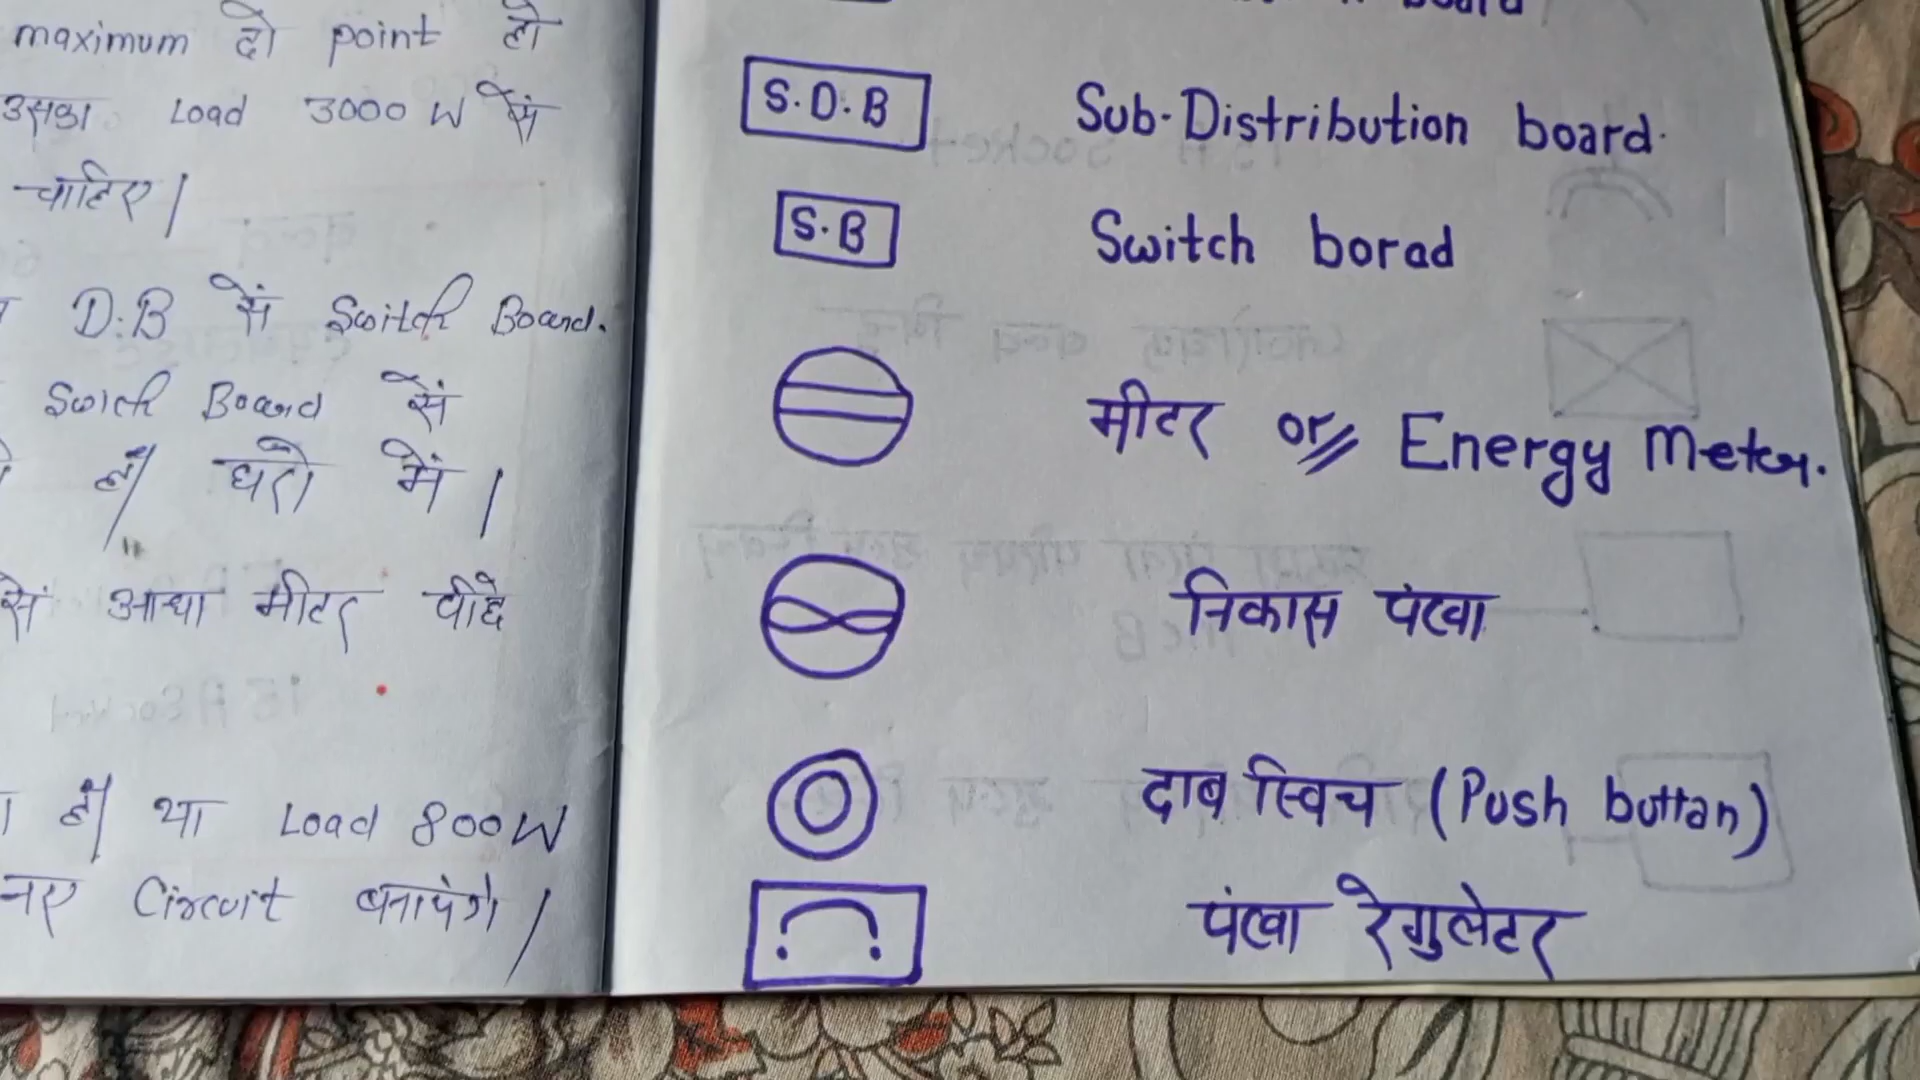 maximum दो point हो
उसका Load 3000 W से
चाहिए।
D.B से Switch Board.
Switch Board से
हैं घरो में।
से आधा मीटर पीछे
हैं या Load 800W
नए Circuit बनायेंगे।
board
S.D.B Sub-Distribution board.
S.B Switch borad
मीटर or Energy Meter.
निकास पंखा
दाब स्विच (Push buttan)
पंखा रेगुलेटर